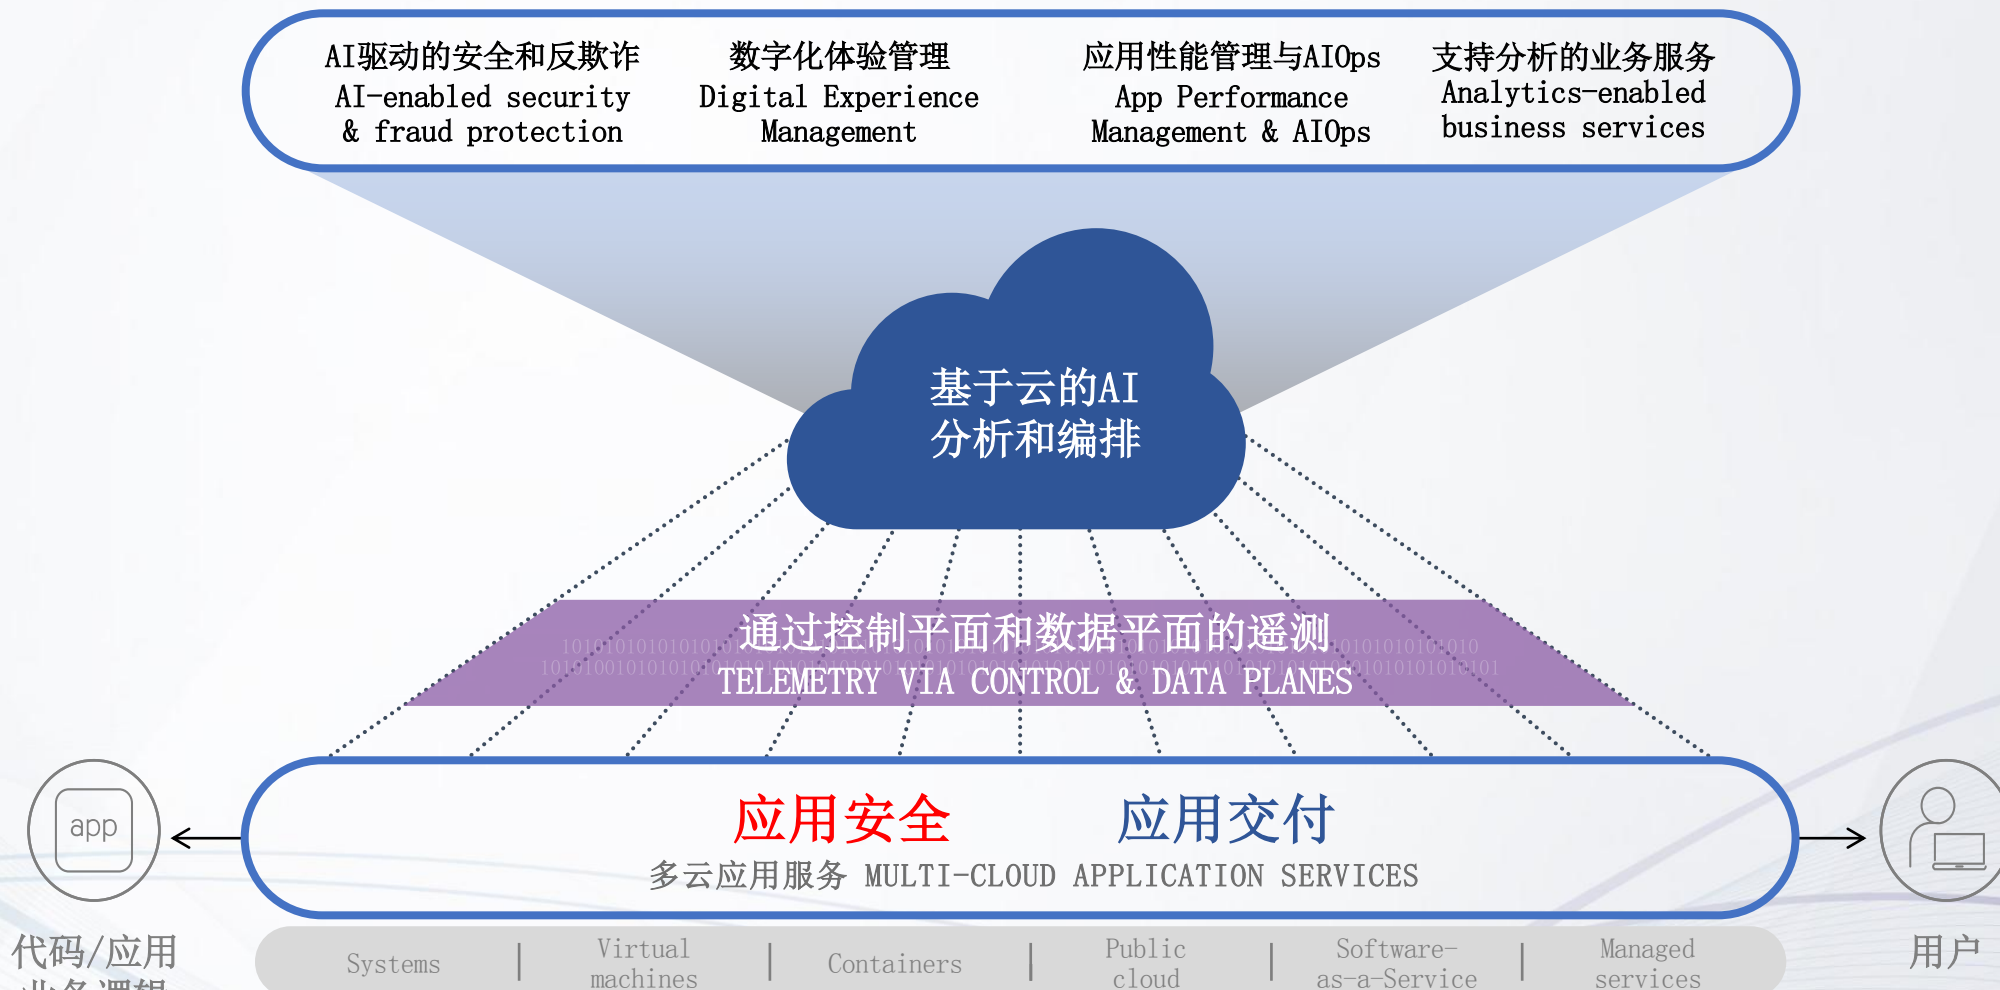 AI驱动的安全和反欺诈
AI-enabled security
& fraud protection
数字化体验管理
Digital Experience
Management
应用性能管理与AIOps
App Performance
Management & AIOps
支持分析的业务服务
Analytics-enabled
business services
基于云的AI
分析和编排
通过控制平面和数据平面的遥测
TELEMETRY VIA CONTROL & DATA PLANES
应用安全
应用交付
多云应用服务 MULTI-CLOUD APPLICATION SERVICES
app
代码/应用
业务逻辑
用户
Systems
Virtual
machines
Containers
Public
cloud
Software-
as-a-Service
Managed
services